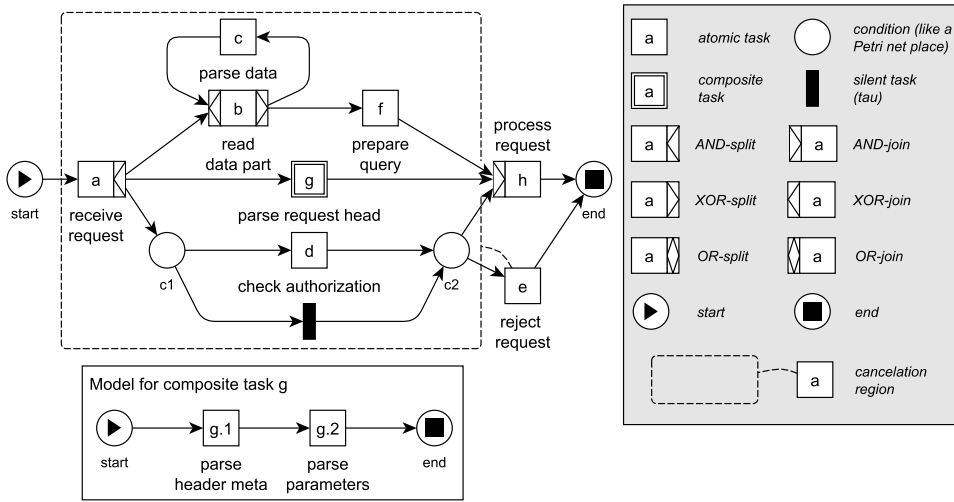 c
parse data
b
read
data part
f
prepare
query
process
request
h
start
a
receive
request
g
parse request head
end
c1
d
check authorization
c2
e
reject
request
Model for composite task g
start
g.1
parse
header meta
g.2
parse
parameters
end
a
atomic task
condition (like a
Petri net place)
a
composite
task
silent task
(tau)
a
AND-split
a
AND-join
a
XOR-split
a
XOR-join
a
OR-split
a
OR-join
start
end
a
cancelation
region